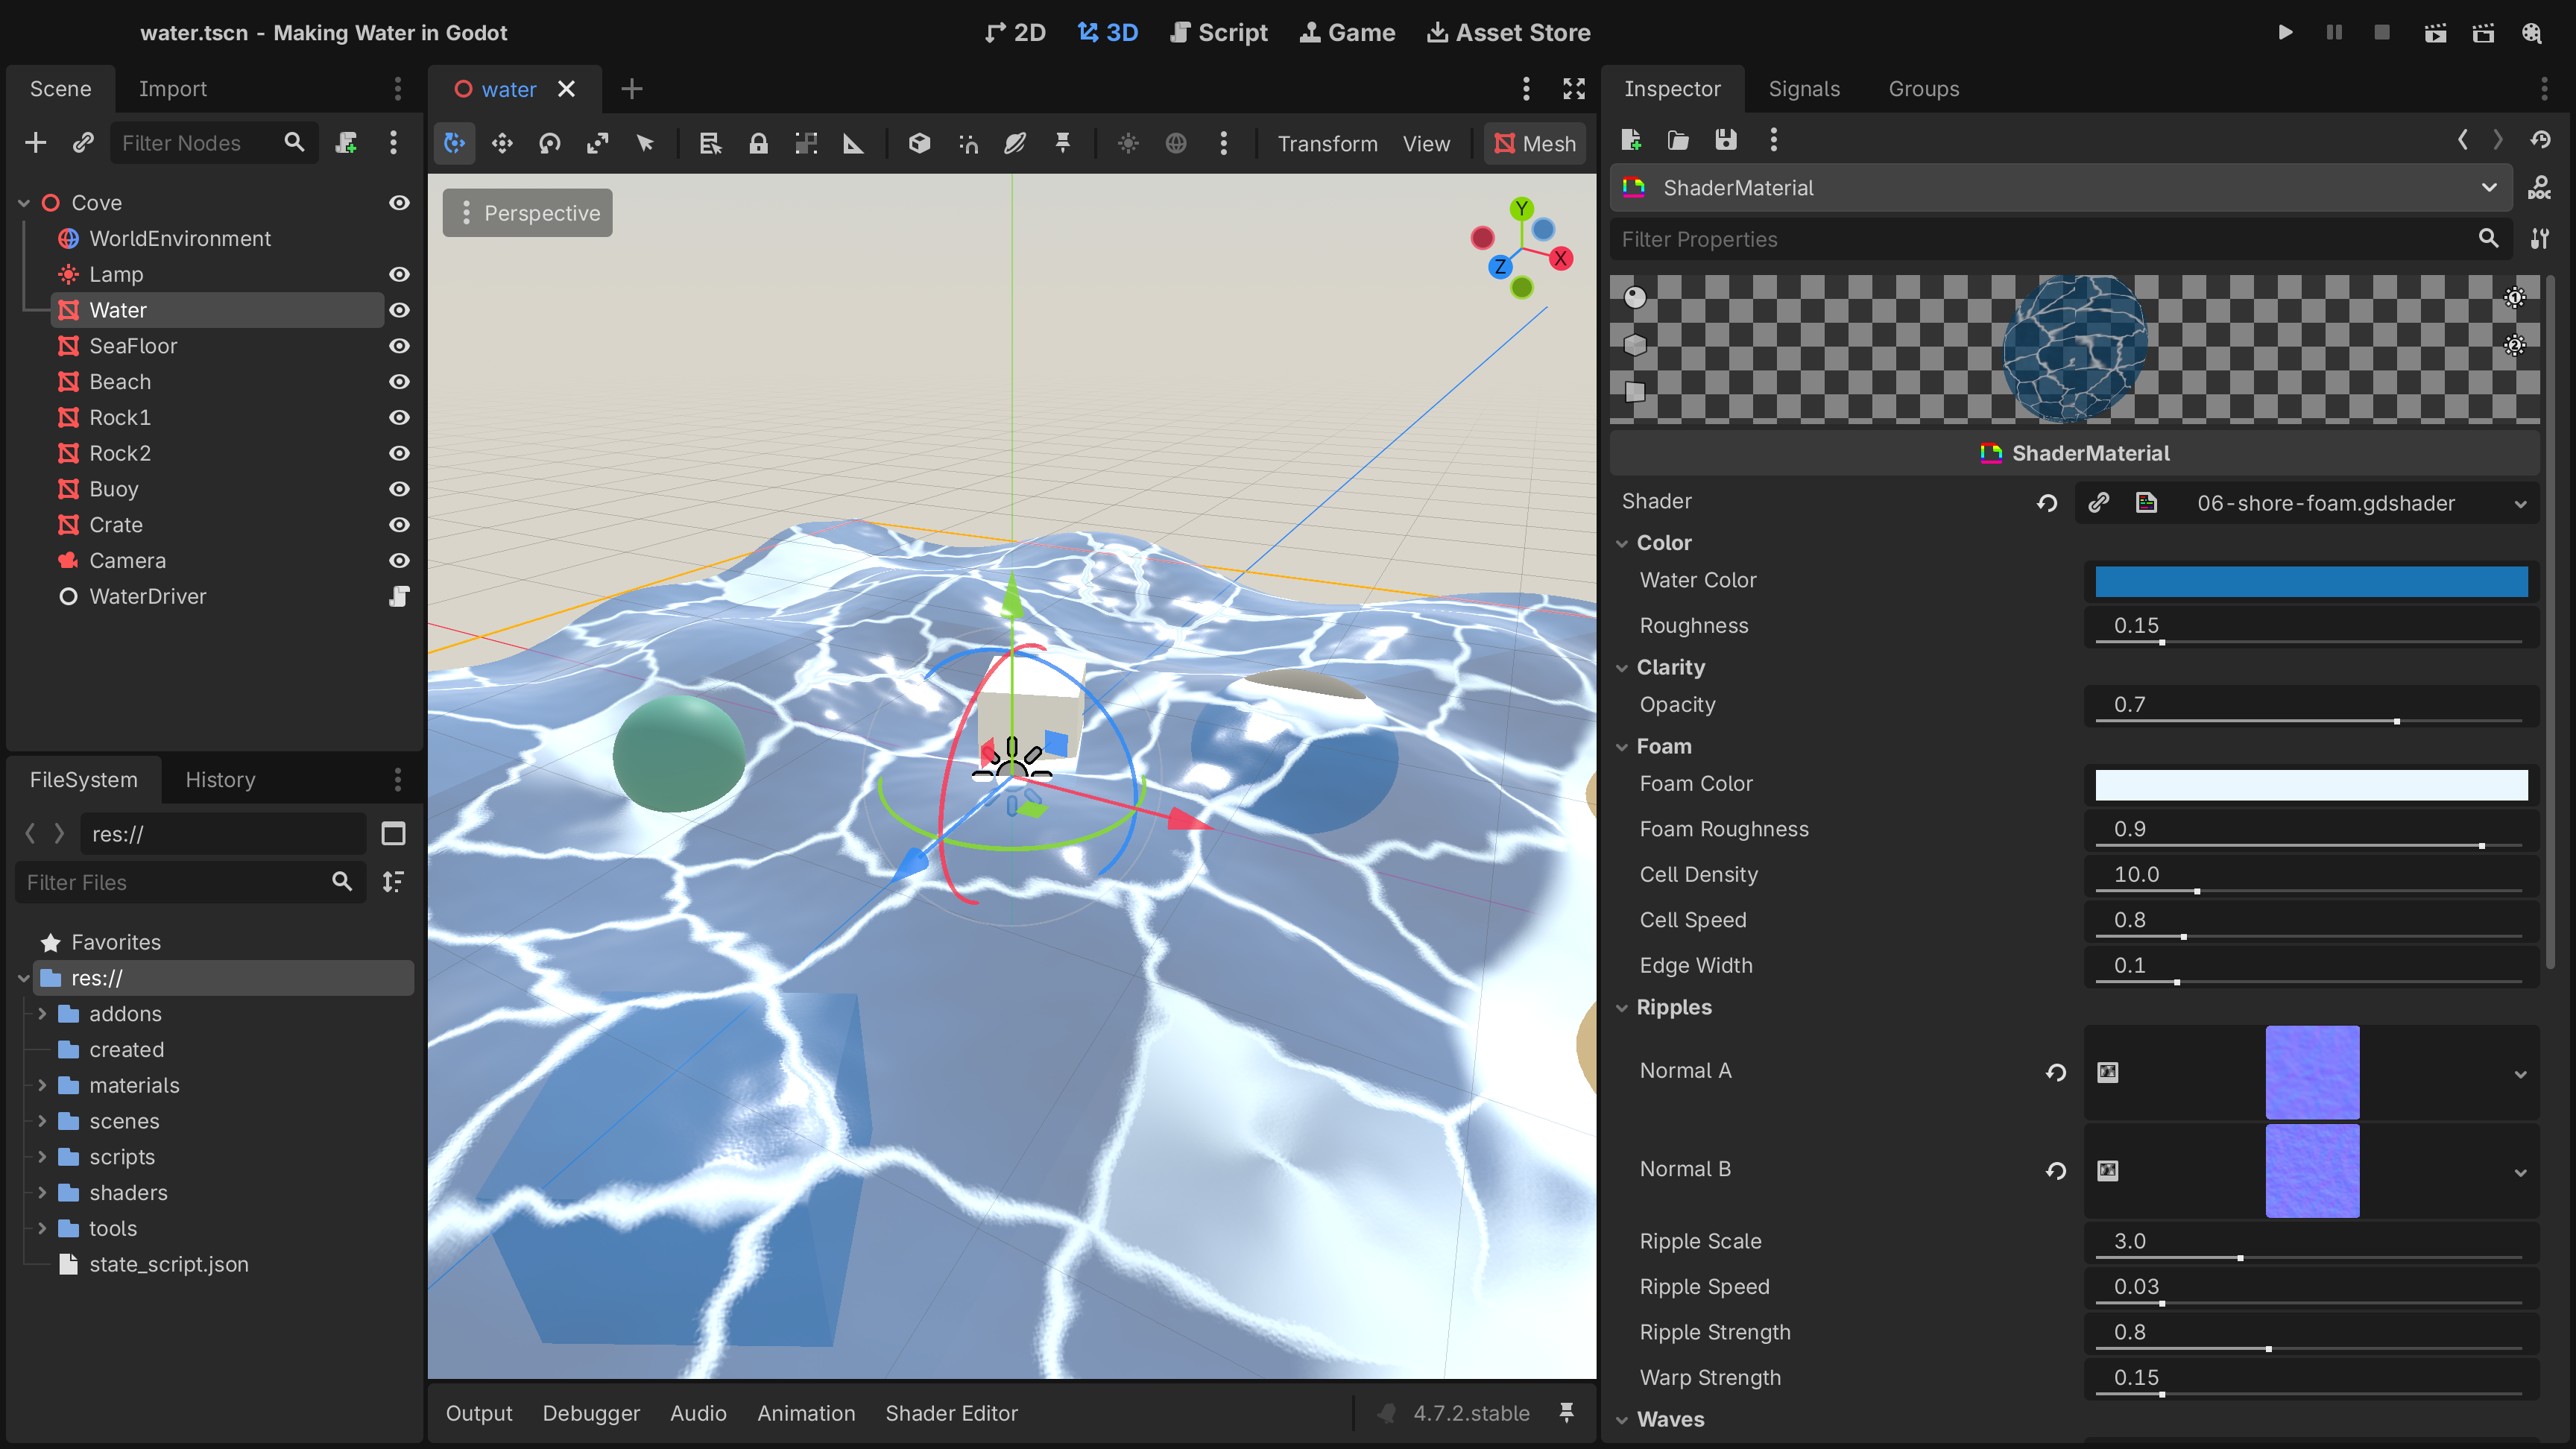 water.tscn - Making Water in Godot
2D
3D
Script
Game
Asset Store
Scene
Import
Filter Nodes
Cove
WorldEnvironment
Lamp
Water
SeaFloor
Beach
Rock1
Rock2
Buoy
Crate
Camera
WaterDriver
FileSystem
History
res://
Filter Files
Favorites
res://
addons
created
materials
scenes
scripts
shaders
tools
state_script.json
water
Transform
View
Mesh
Perspective
Y
X
Z
Output
Debugger
Audio
Animation
Shader Editor
4.7.2.stable
Inspector
Signals
Groups
ShaderMaterial
DOC
Filter Properties
1
2
ShaderMaterial
Shader
06-shore-foam.gdshader
Color
Water Color
Roughness
0.15
Clarity
Opacity
0.7
Foam
Foam Color
Foam Roughness
0.9
Cell Density
10.0
Cell Speed
0.8
Edge Width
0.1
Ripples
Normal A
Normal B
Ripple Scale
3.0
Ripple Speed
0.03
Ripple Strength
0.8
Warp Strength
0.15
Waves